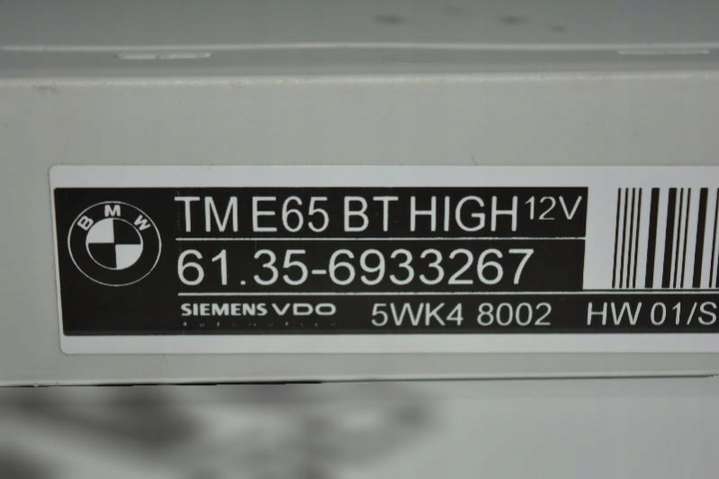 BMW
TM E65 BT HIGH 12V
61.35-6933267
SIEMENS VDO 5WK4 8002 HW 01/S